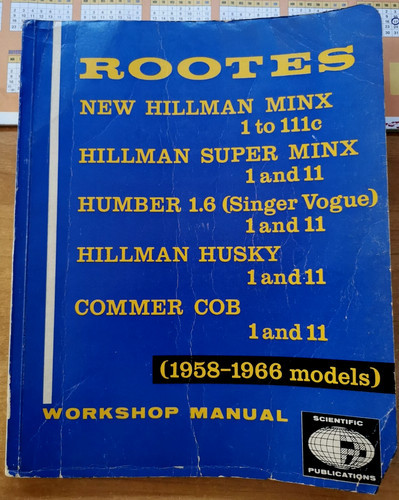 ROOTES
NEW HILLMAN MINX
1 to 111c
HILLMAN SUPER MINX
1 and 11
HUMBER 1.6 (Singer Vogue)
1 and 11
HILLMAN HUSKY
1 and 11
COMMER COB
1 and 11
(1958-1966 models)
WORKSHOP MANUAL
SCIENTIFIC
PUBLICATIONS